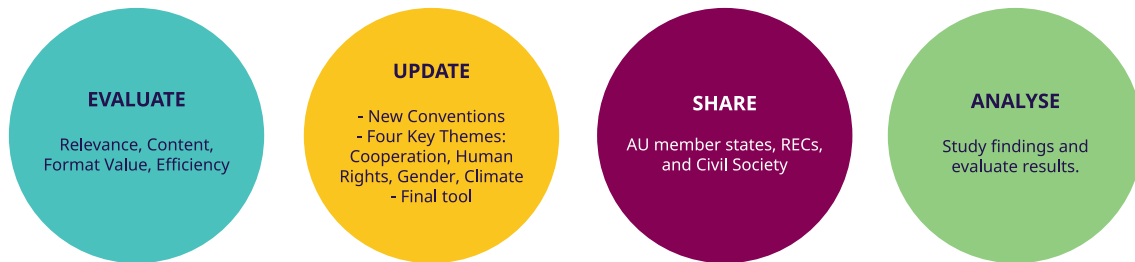 EVALUATE
Relevance, Content,
Format Value, Efficiency
UPDATE
- New Conventions
- Four Key Themes:
Cooperation, Human
Rights, Gender, Climate
- Final tool
SHARE
AU member states, RECs,
and Civil Society
ANALYSE
Study findings and
evaluate results.